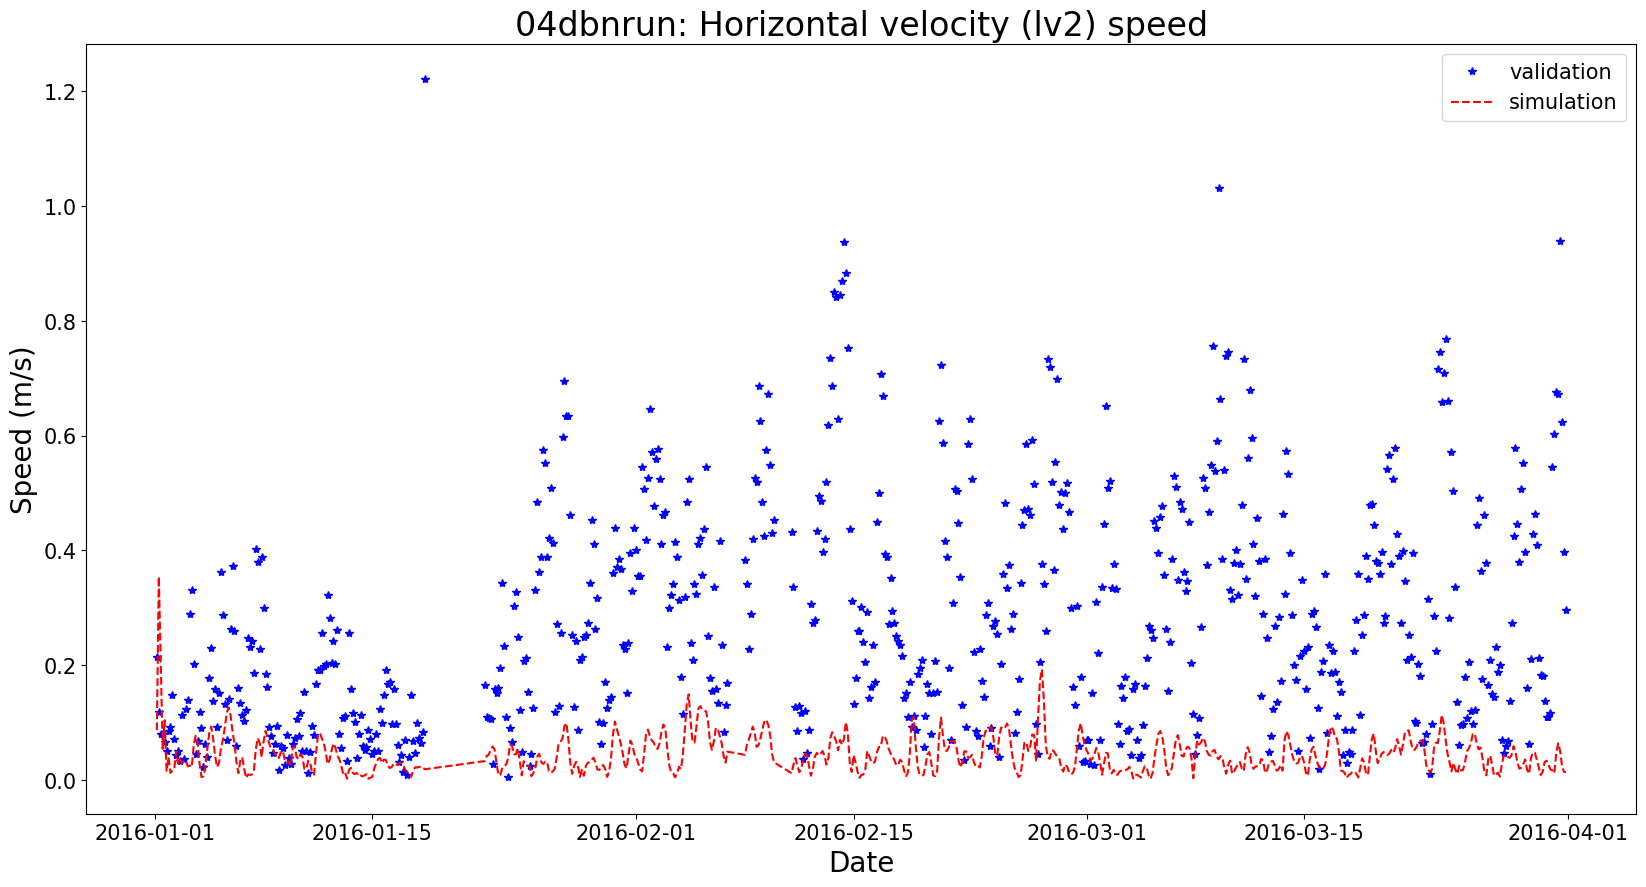 04dbnrun: Horizontal velocity (lv2) speed
validation
simulation
Speed (m/s)
1.2
1.0
0.8
0.6
0.4
0.2
0.0
2016-01-01 2016-01-15 2016-02-01 2016-02-15 2016-03-01 2016-03-15 2016-04-01
Date